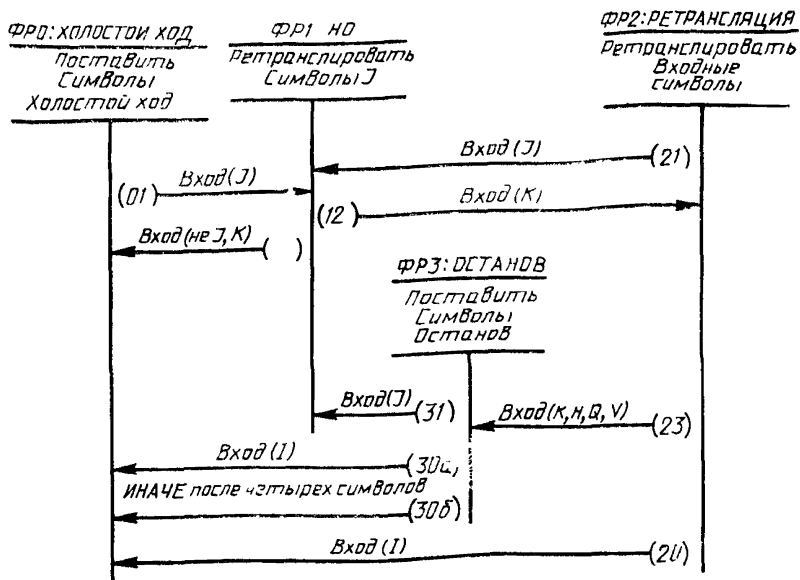 ФР0: ХОЛОСТОЙ ХОД
Поставить
Символы
Холостой ход
ФР1 НО
Ретранслировать
Символы J
ФР2: РЕТРАНСЛЯЦИЯ
Ретранслировать
Входные
символы
Вход (J)
(21)
(01)
Вход (J)
(12)
Вход (K)
Вход (не J, K)
( )
ФР3: ОСТАНОВ
Поставить
Символы
Останов
Вход (J)
(31)
Вход (K, H, Q, V)
(23)
Вход (I)
(30а)
ИНАЧЕ после четырех символов
(30б)
Вход (I)
(20)